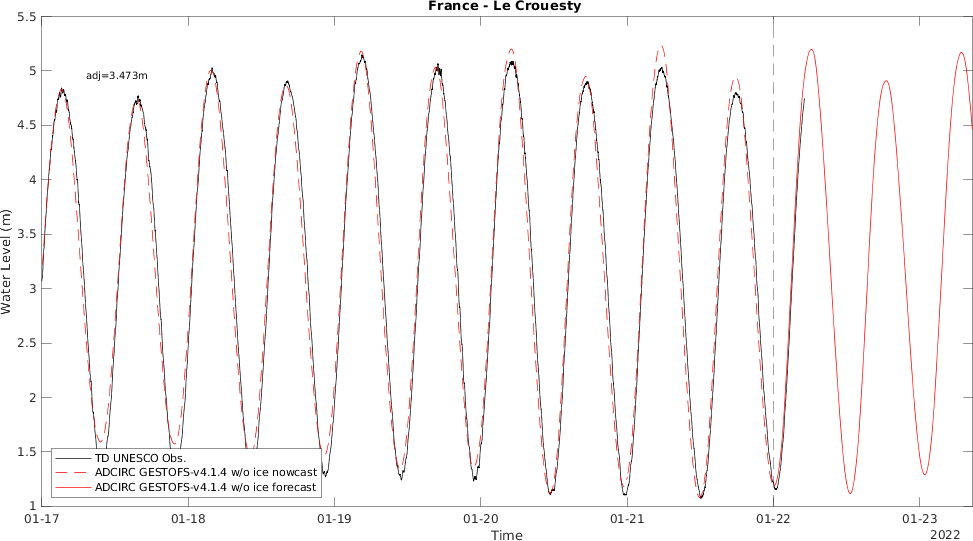 France - Le Crouesty
5.5
5
4.5
4
3.5
3
2.5
2
1.5
1
Water Level (m)
adj=3.473m
TD UNESCO Obs.
ADCIRC GESTOFS-v4.1.4 w/o ice nowcast
ADCIRC GESTOFS-v4.1.4 w/o ice forecast
01-17 01-18 01-19 01-20 01-21 01-22 01-23
Time
2022